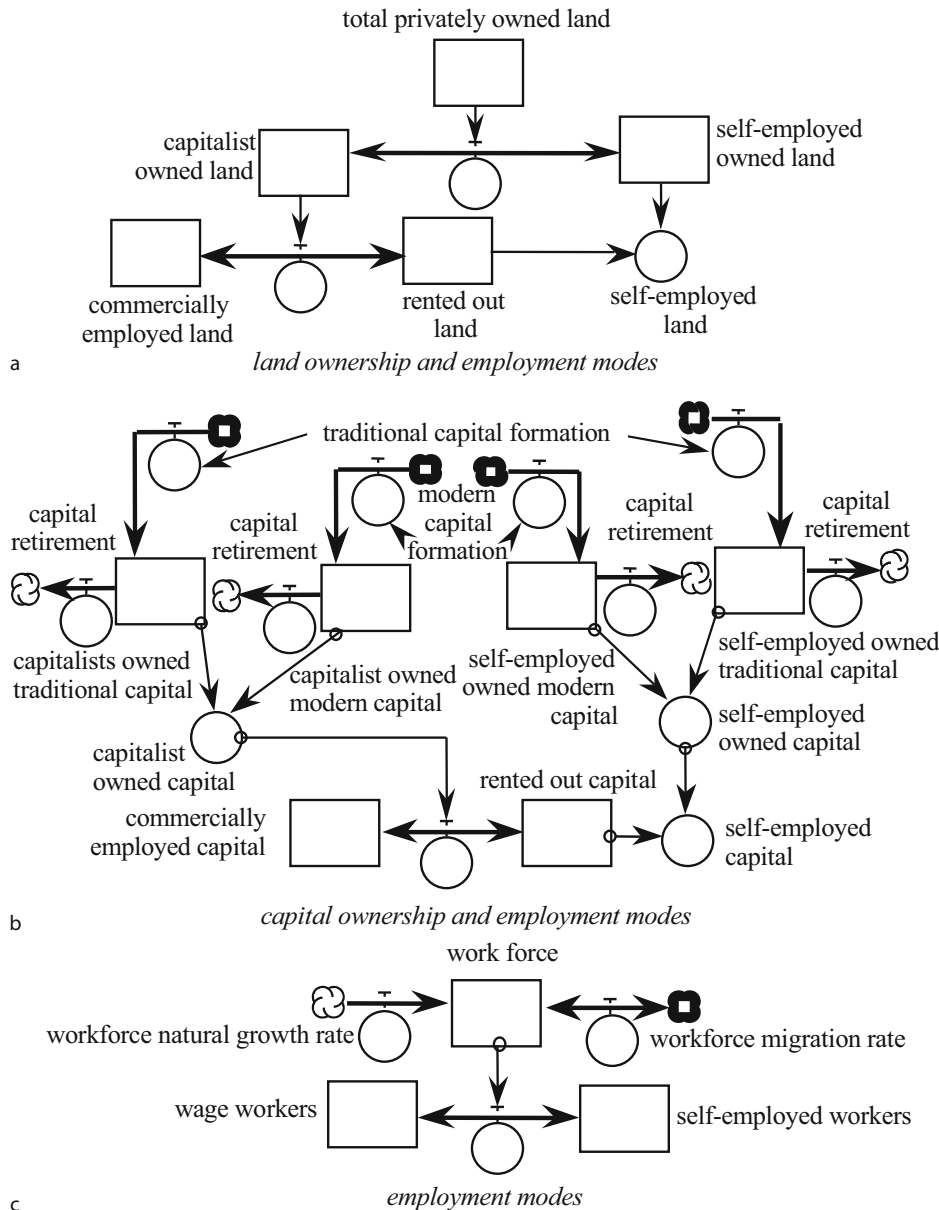 total privately owned land
capitalist
owned land
self-employed
owned land
commercially
employed land
rented out
land
self-employed
land
a
land ownership and employment modes
traditional capital formation
capital
retirement
capital
retirement
modern
capital
formation
capital
retirement
capital
retirement
capitalists owned
traditional capital
capitalist owned
modern capital
self-employed
owned modern
capital
self-employed owned
traditional capital
capitalist
owned capital
self-employed
owned capital
commercially
employed capital
rented out capital
self-employed
capital
b
capital ownership and employment modes
work force
workforce natural growth rate
workforce migration rate
wage workers
self-employed workers
c
employment modes